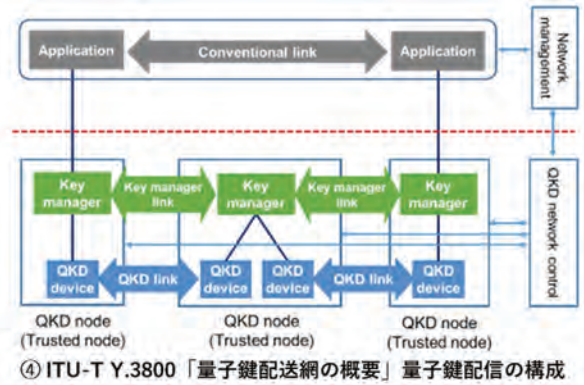 Application
Conventional link
Application
Network
management
Key
manager
Key manager
link
Key
manager
Key manager
link
Key
manager
QKD network control
QKD
device
QKD link
QKD
device
QKD
device
QKD link
QKD
device
QKD node
(Trusted node)
QKD node
(Trusted node)
QKD node
(Trusted node)
④ ITU-T Y.3800「量子鍵配送網の概要」量子鍵配信の構成